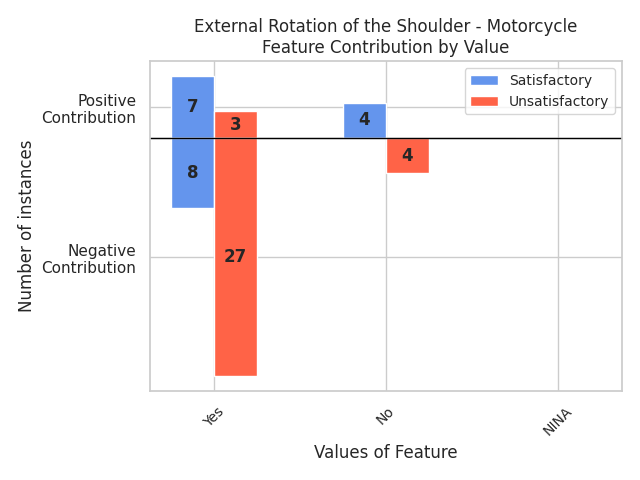 External Rotation of the Shoulder - Motorcycle
Feature Contribution by Value
Satisfactory
Unsatisfactory
Number of instances
Positive
Contribution
Negative
Contribution
7
3
8
27
4
4
Yes
No
NINA
Values of Feature